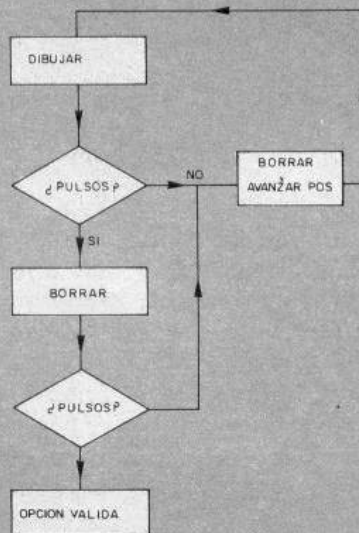 DIBUJAR
¿PULSOS?
NO
BORRAR
AVANZAR POS
SI
BORRAR
¿PULSOS?
OPCION VALIDA